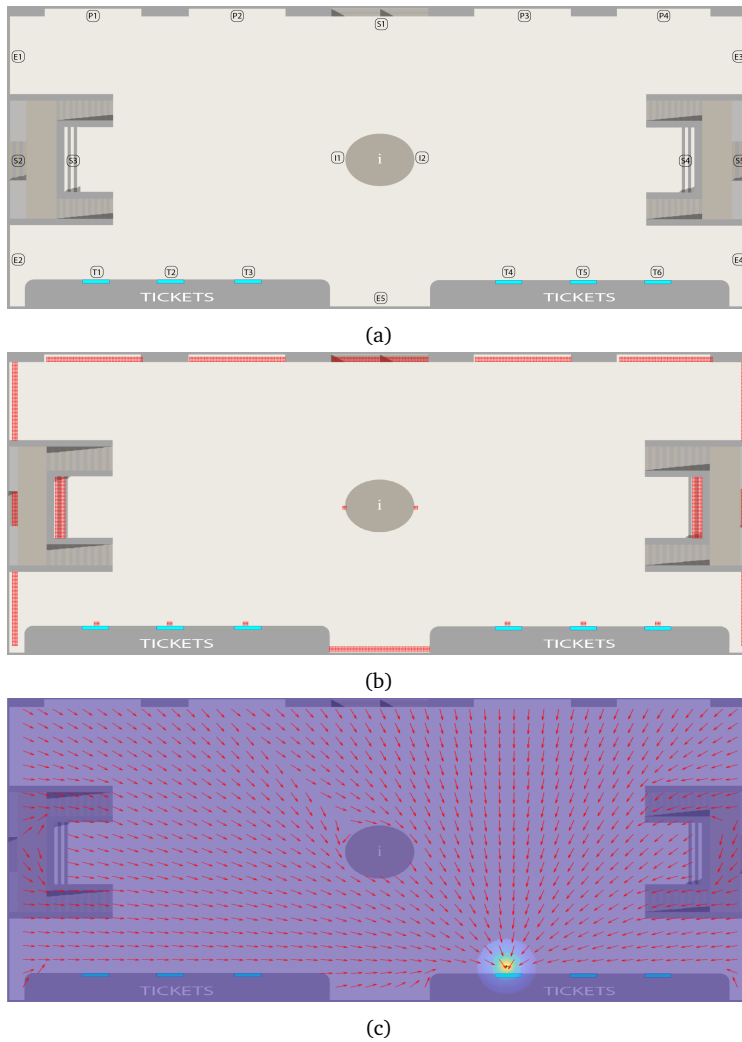 P1 P2 S1 P3 P4
E1 E3
S2 S3 I1 i I2 S4 S5
E2 E4
T1 T2 T3 T4 T5 T6
TICKETS E5 TICKETS
(a)
i
TICKETS TICKETS
(b)
i
TICKETS TICKETS
(c)